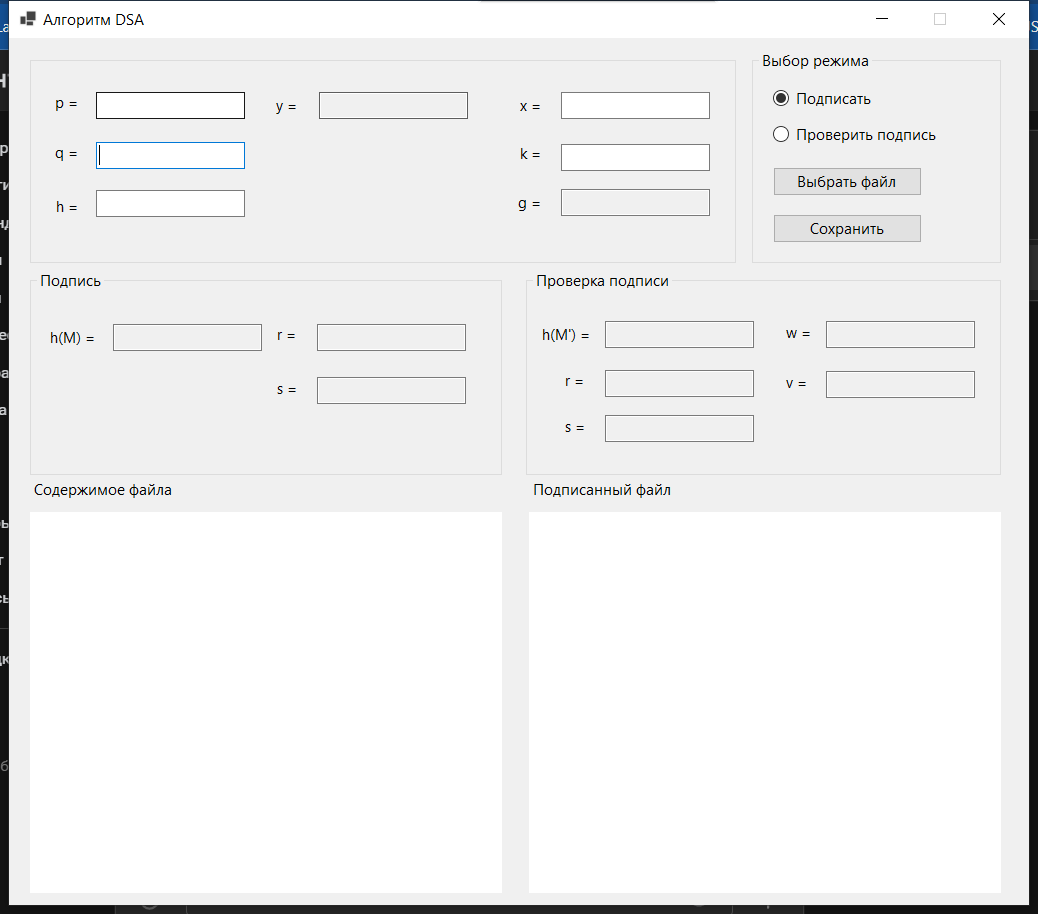 Алгоритм DSA
p =
y =
x =
q =
k =
h =
g =
Выбор режима
Подписать
Проверить подпись
Выбрать файл
Сохранить
Подпись
h(M) =
r =
s =
Проверка подписи
h(M') =
w =
r =
v =
s =
Содержимое файла
Подписанный файл